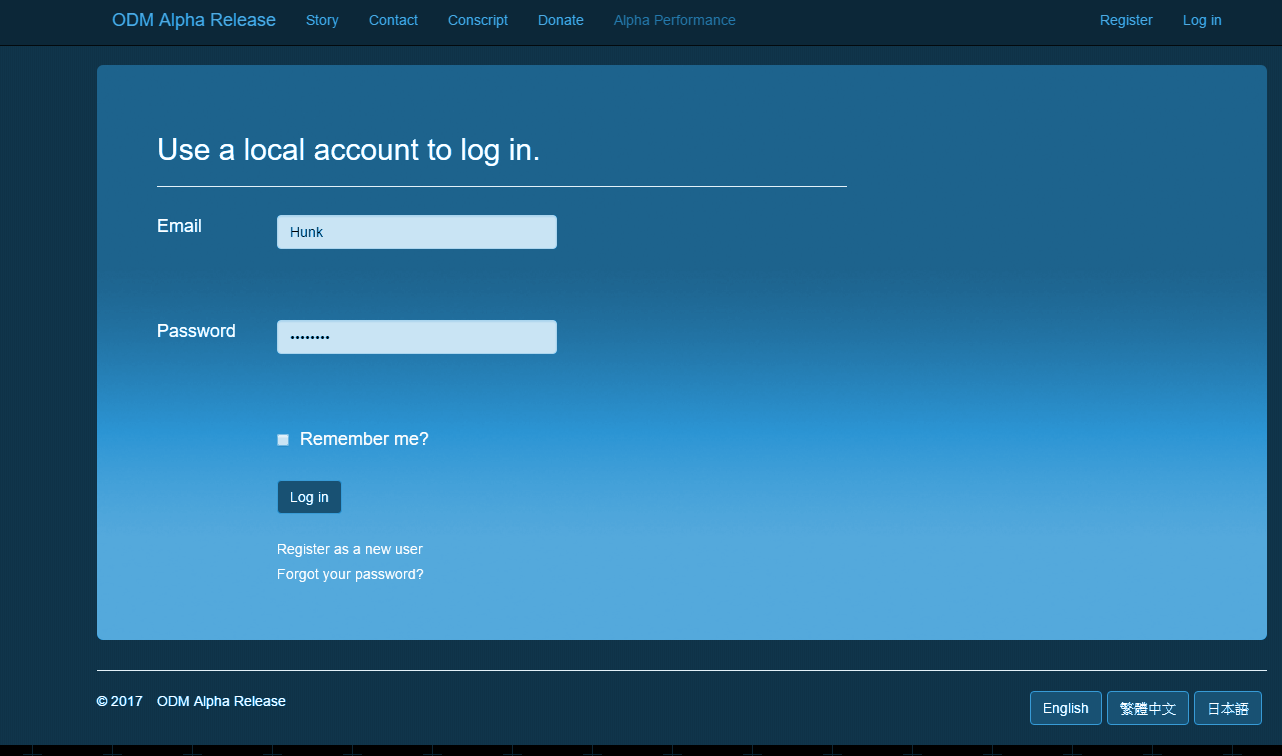 ODM Alpha Release Story Contact Conscript Donate Alpha Performance Register Log in
Use a local account to log in.
Email Hunk
Password ••••••••
Remember me?
Log in
Register as a new user
Forgot your password?
© 2017 ODM Alpha Release English 繁體中文 日本語